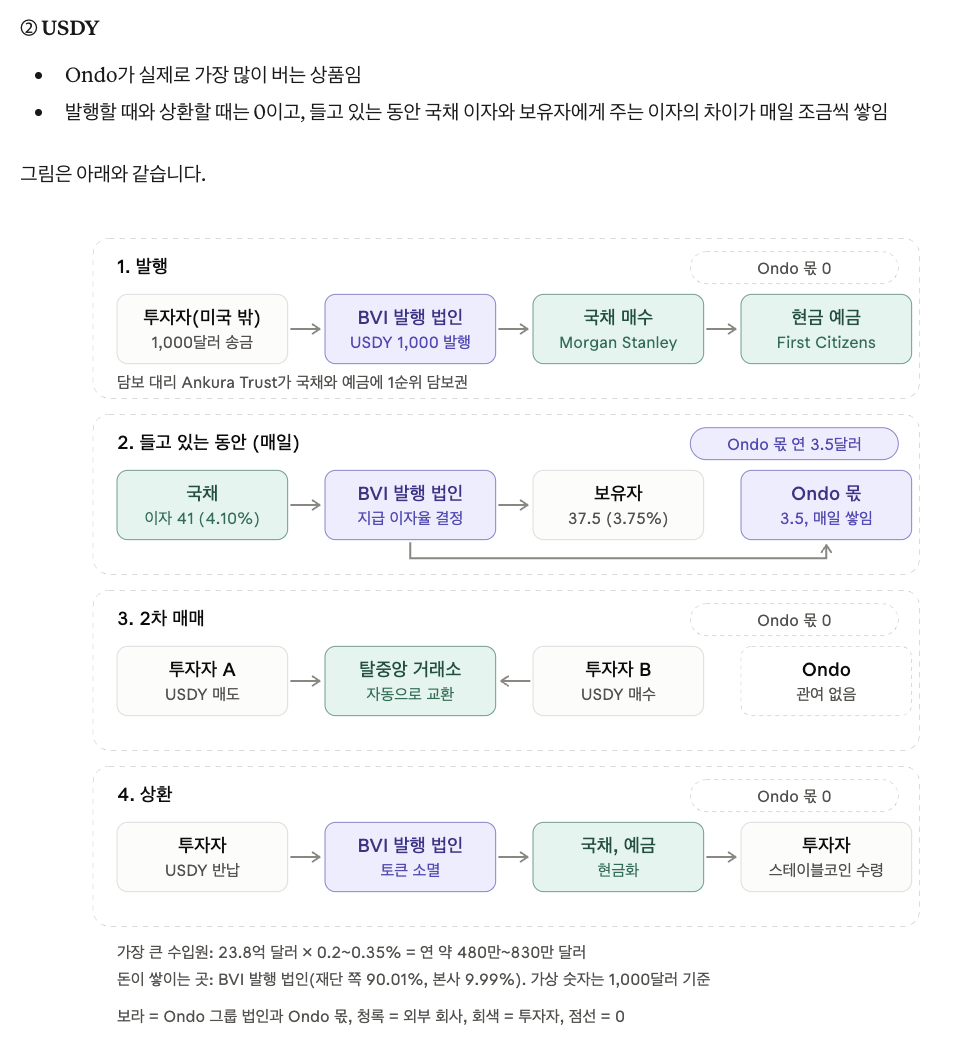 ② USDY
• Ondo가 실제로 가장 많이 버는 상품임
• 발행할 때와 상환할 때는 0이고, 들고 있는 동안 국채 이자와 보유자에게 주는 이자의 차이가 매일 조금씩 쌓임
그림은 아래와 같습니다.
1. 발행
Ondo 몫 0
투자자(미국 밖)
1,000달러 송금
BVI 발행 법인
USDY 1,000 발행
국채 매수
Morgan Stanley
현금 예금
First Citizens
담보 대리 Ankura Trust가 국채와 예금에 1순위 담보권
2. 들고 있는 동안 (매일)
Ondo 몫 연 3.5달러
국채
이자 41 (4.10%)
BVI 발행 법인
지급 이자율 결정
보유자
37.5 (3.75%)
Ondo 몫
3.5, 매일 쌓임
3. 2차 매매
Ondo 몫 0
투자자 A
USDY 매도
탈중앙 거래소
자동으로 교환
투자자 B
USDY 매수
Ondo
관여 없음
4. 상환
Ondo 몫 0
투자자
USDY 반납
BVI 발행 법인
토큰 소멸
국채, 예금
현금화
투자자
스테이블코인 수령
가장 큰 수입원: 23.8억 달러 × 0.2~0.35% = 연 약 480만~830만 달러
돈이 쌓이는 곳: BVI 발행 법인(재단 쪽 90.01%, 본사 9.99%). 가상 숫자는 1,000달러 기준
보라 = Ondo 그룹 법인과 Ondo 몫, 청록 = 외부 회사, 회색 = 투자자, 점선 = 0